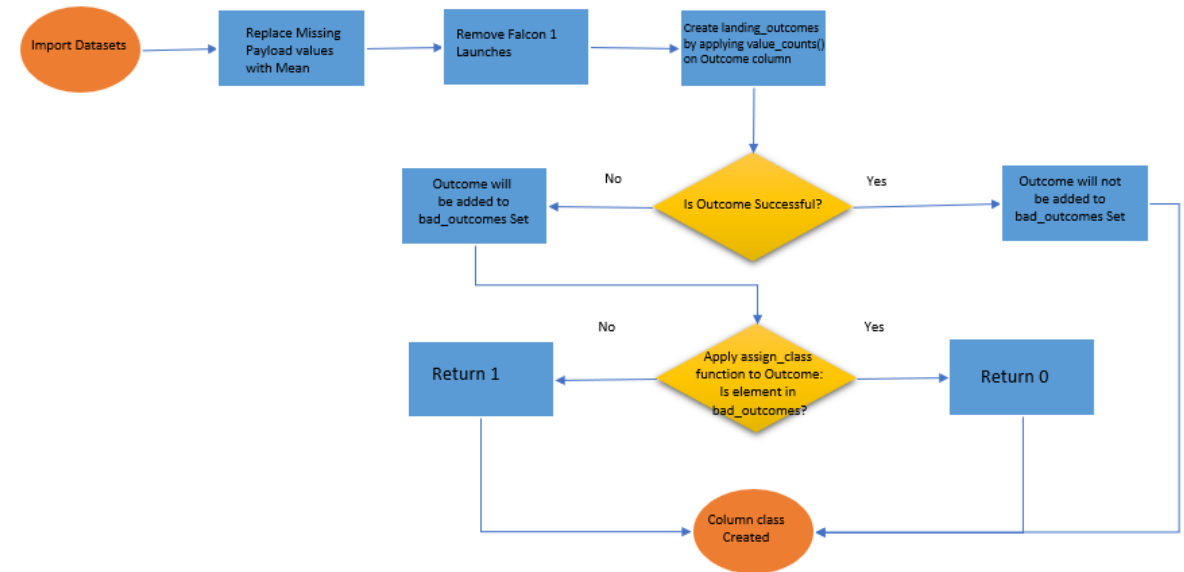 Import Datasets
Replace Missing
Payload values
with Mean
Remove Falcon 1
Launches
Create landing_outcomes
by applying value_counts()
on Outcome column
No
Yes
Outcome will
be added to
bad_outcomes Set
Is Outcome Successful?
Outcome will not
be added to
bad_outcomes Set
No
Yes
Return 1
Apply assign_class
function to Outcome:
Is element in
bad_outcomes?
Return 0
Column class
Created